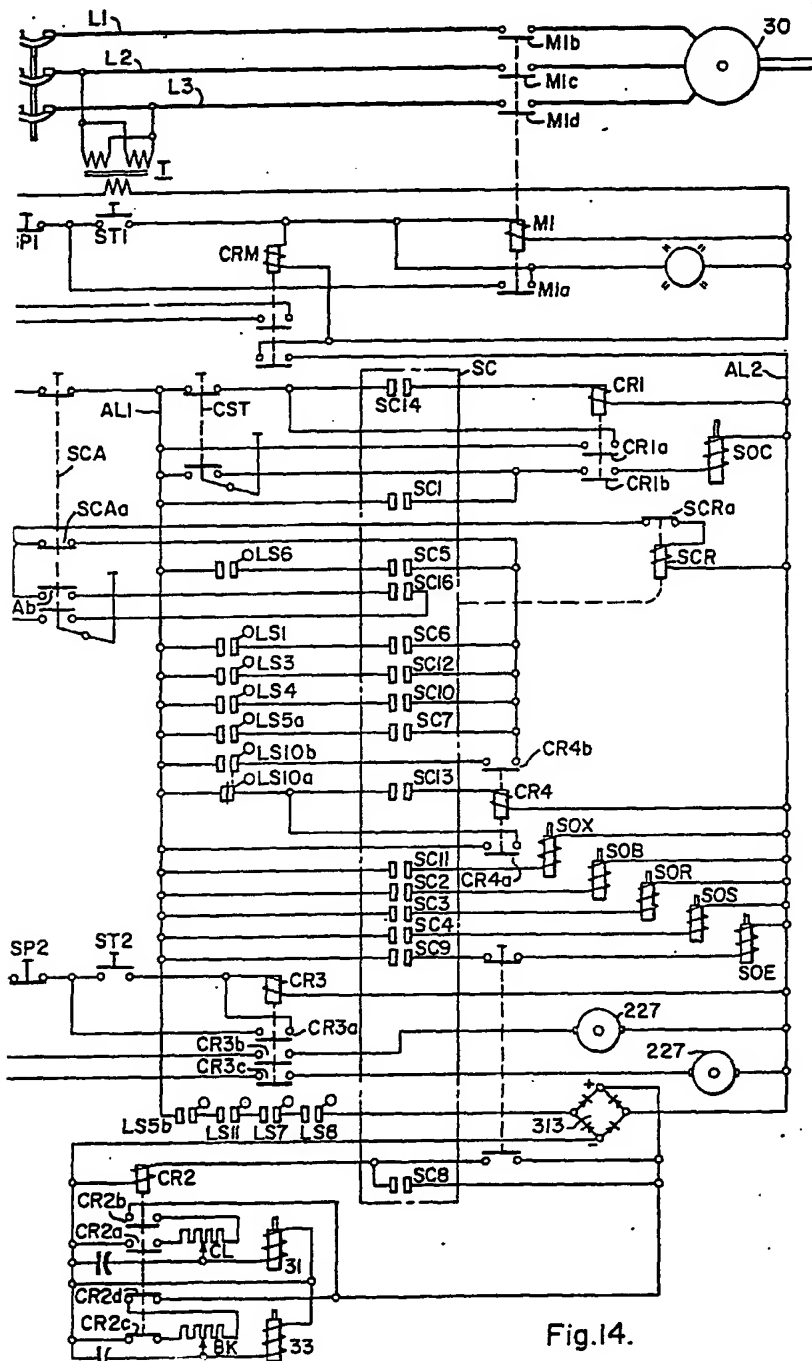 L1
M1b
30
L2
M1c
L3
M1d
T
SP1
ST1
M1
CRM
M1a
SC
AL2
SC14
CR1
AL1
CST
CR1a
SOC
SCA
CR1b
SC1
SCRa
SCAa
SCR
LS6
SC5
Ab
SC16
LS1
SC6
LS3
SC12
LS4
SC10
LS5a
SC7
LS10b
CR4b
LS10a
SC13
CR4
SOX
SC11
CR4a
SOB
SC2
SOR
SC3
SOS
SC4
SC9
SOE
SP2
ST2
CR3
CR3a
227
CR3b
CR3c
227
LS5b
LS11
LS7
LS8
313
+
-
CR2
SC8
CR2b
CR2a
CL
31
CR2d
CR2c
BK
33
Fig.14.